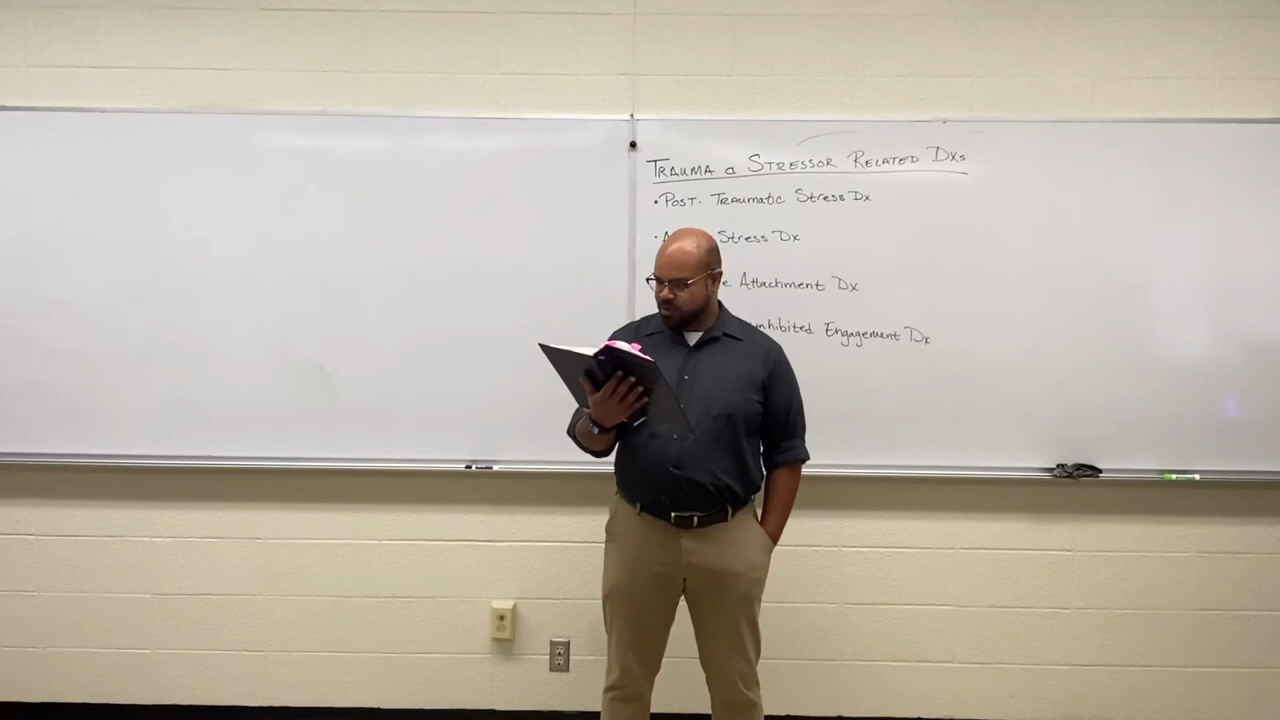 TRAUMA & STRESSOR RELATED DXs
• POST- TRAUMATIC STRESS Dx
• STRESS Dx
Attachment Dx
Engagement Dx